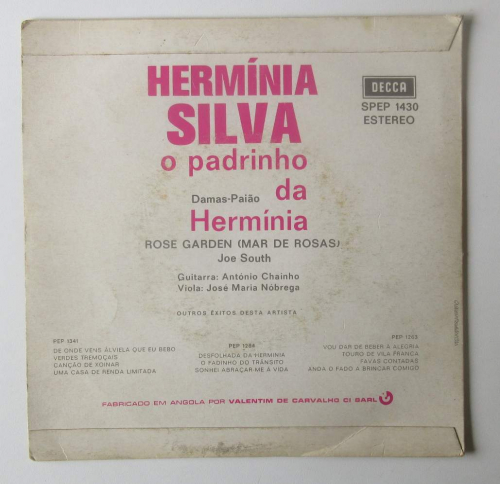 HERMÍNIA
SILVA
o padrinho
Damas-Paião
da
Hermínia
ROSE GARDEN (MAR DE ROSAS)
Joe South
Guitarra: António Chainho
Viola: José Maria Nóbrega
DECCA
SPEP 1430
ESTEREO
OUTROS ÊXITOS DESTA ARTISTA
PEP 1241
DE ONDE VENS ÁLVIELA QUE EU BEBO
VERDES TREMOÇAIS
CANÇÃO DE XOINAR
UMA CASA DE RENDA LIMITADA
PEP
DESFOLHADA DA HERMÍNIA
O FADINHO DO TRÂNSITO
SONHEI ABRAÇAR-ME À VIDA
PEP
VOU DAR DE BEBER À ALEGRIA
TOURO DE VILA FRANCA
FAVAS CONTADAS
ANDA O FADO A BRINCAR COMIGO
FABRICADO EM ANGOLA POR VALENTIM DE CARVALHO CI SARL